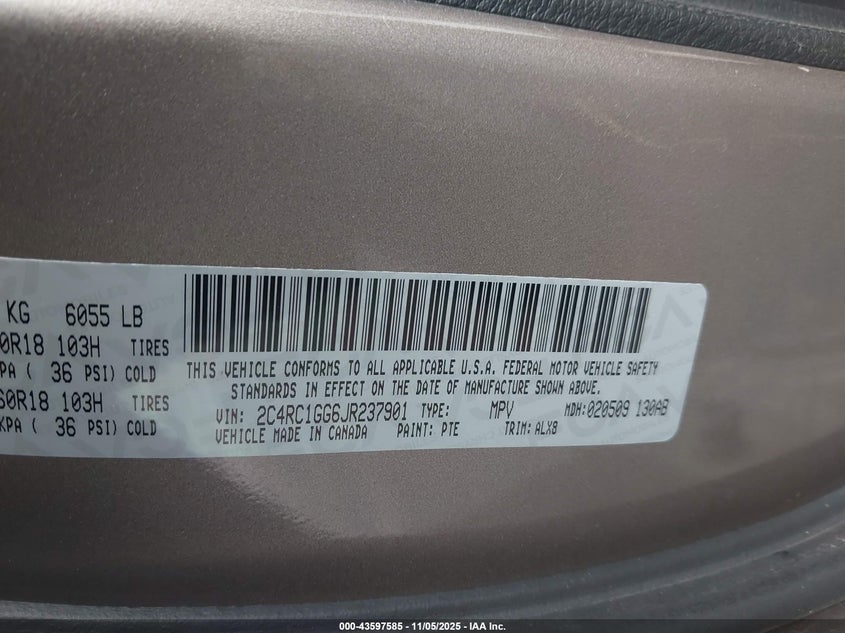 KG 6055 LB
0R18 103H TIRES
KPA ( 36 PSI) COLD
60R18 103H TIRES
KPA ( 36 PSI) COLD
THIS VEHICLE CONFORMS TO ALL APPLICABLE U.S.A. FEDERAL MOTOR VEHICLE SAFETY
STANDARDS IN EFFECT ON THE DATE OF MANUFACTURE SHOWN ABOVE.
VIN: 2C4RC1GG6JR237901 TYPE: MPV MDH:020509 130AB
VEHICLE MADE IN CANADA PAINT: PTE TRIM: ALX8
000-43597585 - 11/05/2025 - IAA Inc.